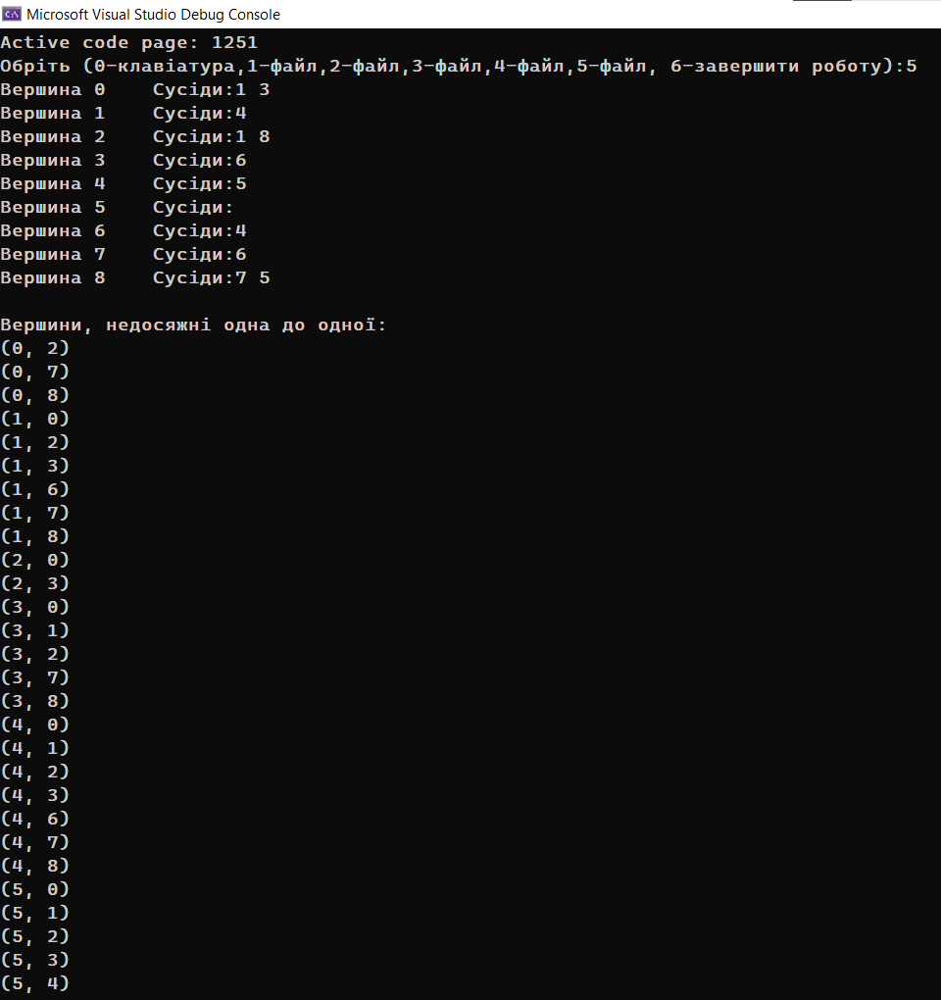 Microsoft Visual Studio Debug Console
Active code page: 1251
Обріть (0-клавіатура,1-файл,2-файл,3-файл,4-файл,5-файл, 6-завершити роботу):5
Вершина 0    Сусіди:1 3
Вершина 1    Сусіди:4
Вершина 2    Сусіди:1 8
Вершина 3    Сусіди:6
Вершина 4    Сусіди:5
Вершина 5    Сусіди:
Вершина 6    Сусіди:4
Вершина 7    Сусіди:6
Вершина 8    Сусіди:7 5
Вершини, недосяжні одна до одної:
(0, 2)
(0, 7)
(0, 8)
(1, 0)
(1, 2)
(1, 3)
(1, 6)
(1, 7)
(1, 8)
(2, 0)
(2, 3)
(3, 0)
(3, 1)
(3, 2)
(3, 7)
(3, 8)
(4, 0)
(4, 1)
(4, 2)
(4, 3)
(4, 6)
(4, 7)
(4, 8)
(5, 0)
(5, 1)
(5, 2)
(5, 3)
(5, 4)